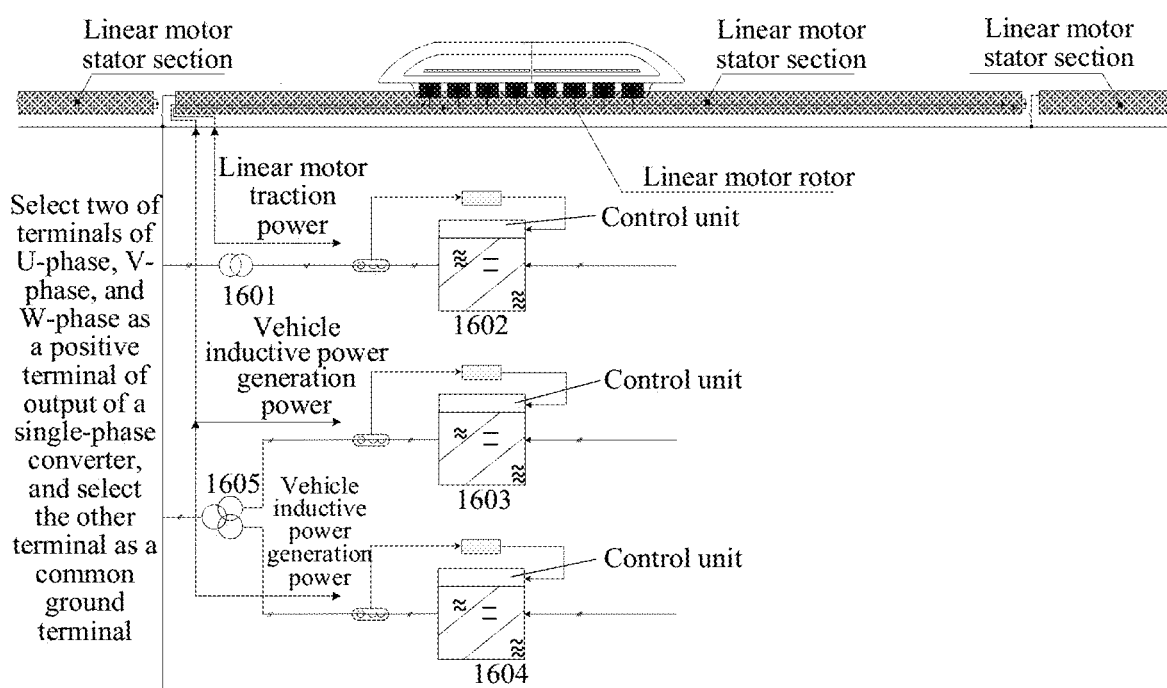 Linear motor
stator section
Linear motor
stator section
Linear motor
stator section
Linear motor rotor
Linear motor
traction
power
Control unit
1601
1602
Select two of
terminals of
U-phase, V-
phase, and
W-phase as
a positive
terminal of
output of a
single-phase
converter,
and select
the other
terminal as a
common
ground
terminal
Vehicle
inductive power
generation
power
Control unit
1603
1605
Vehicle
inductive
power
generation
power
Control unit
1604